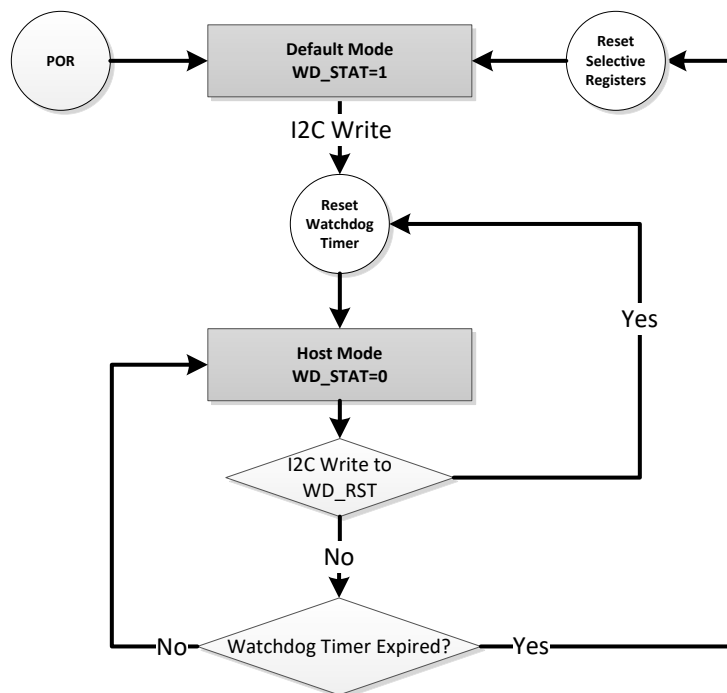 POR
Default Mode
WD_STAT=1
Reset
Selective
Registers
I2C Write
Reset
Watchdog
Timer
Yes
Host Mode
WD_STAT=0
I2C Write to
WD_RST
No
No
Watchdog Timer Expired?
Yes